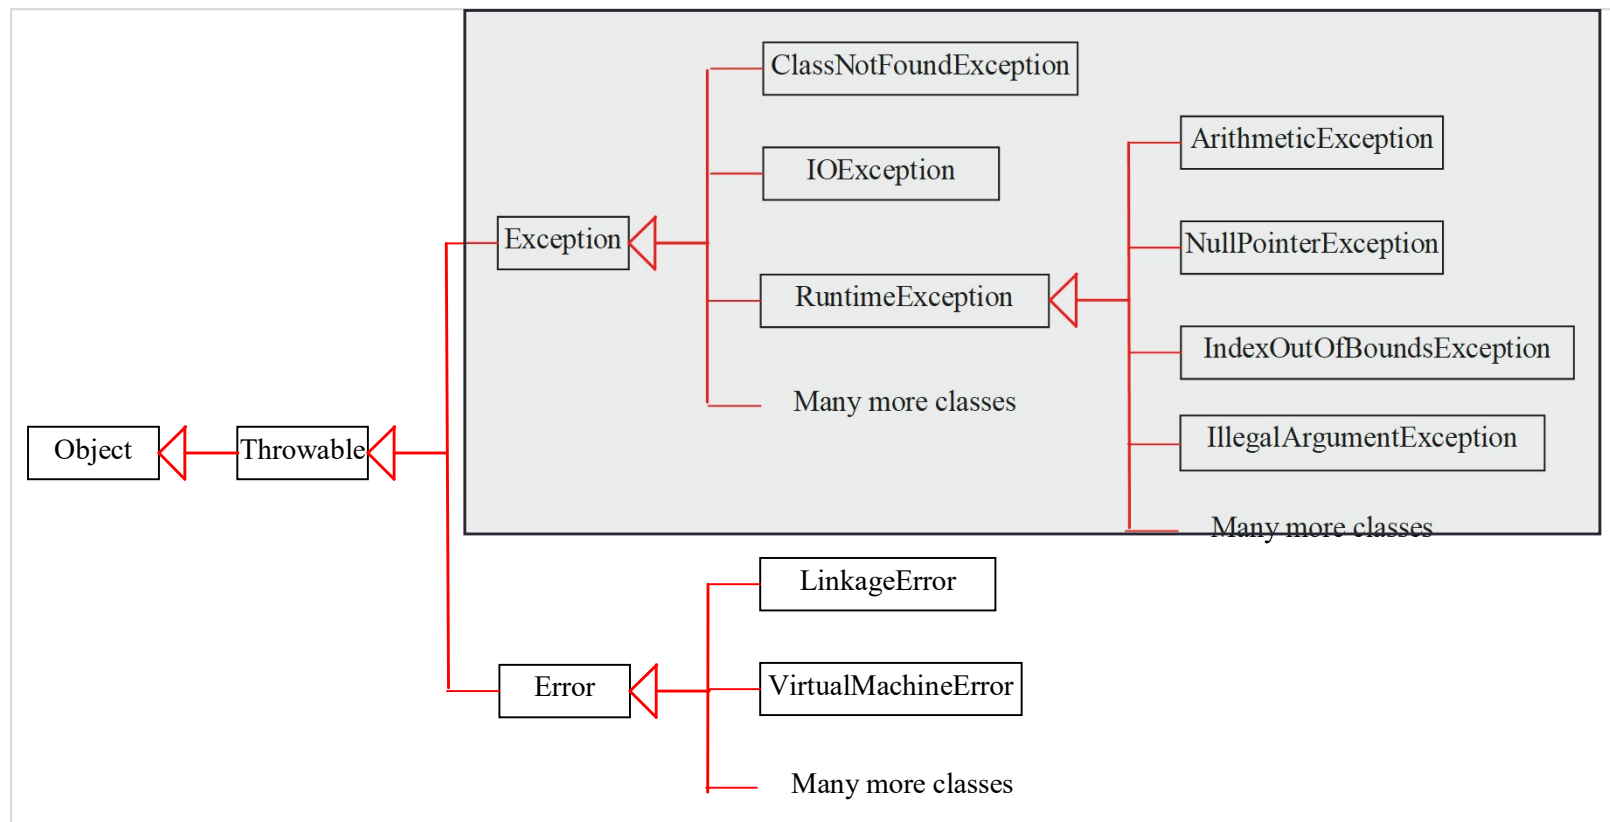 ClassNotFoundException
ArithmeticException
IOException
NullPointerException
Exception
RuntimeException
IndexOutOfBoundsException
Many more classes
IllegalArgumentException
Object
Throwable
Many more classes
LinkageError
Error
VirtualMachineError
Many more classes